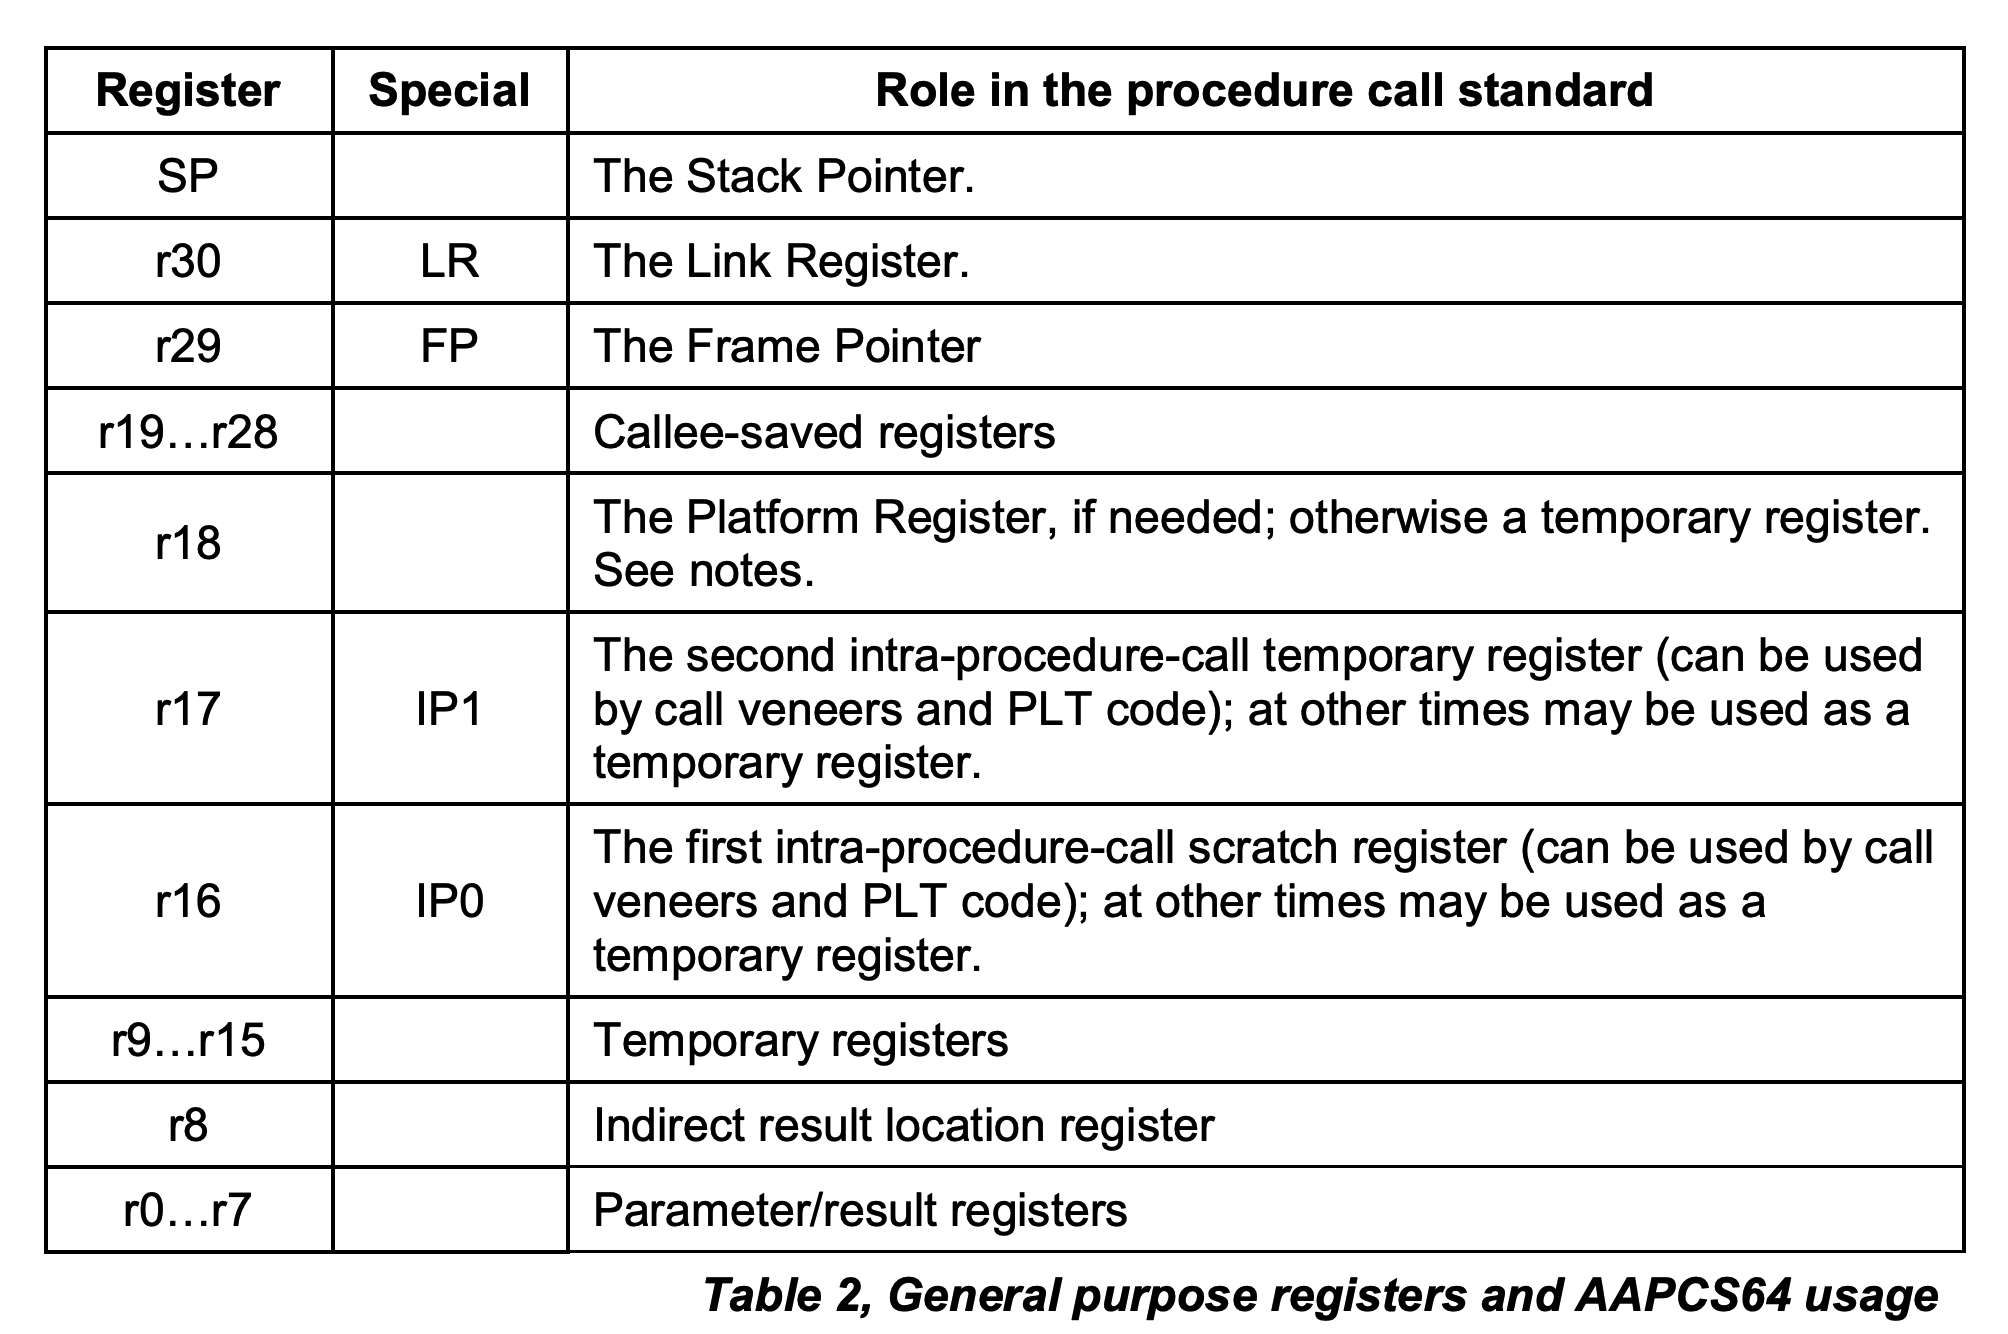 Register Special Role in the procedure call standard
SP The Stack Pointer.
r30 LR The Link Register.
r29 FP The Frame Pointer
r19…r28 Callee-saved registers
r18 The Platform Register, if needed; otherwise a temporary register.
See notes.
r17 IP1 The second intra-procedure-call temporary register (can be used
by call veneers and PLT code); at other times may be used as a
temporary register.
r16 IP0 The first intra-procedure-call scratch register (can be used by call
veneers and PLT code); at other times may be used as a
temporary register.
r9…r15 Temporary registers
r8 Indirect result location register
r0…r7 Parameter/result registers
Table 2, General purpose registers and AAPCS64 usage